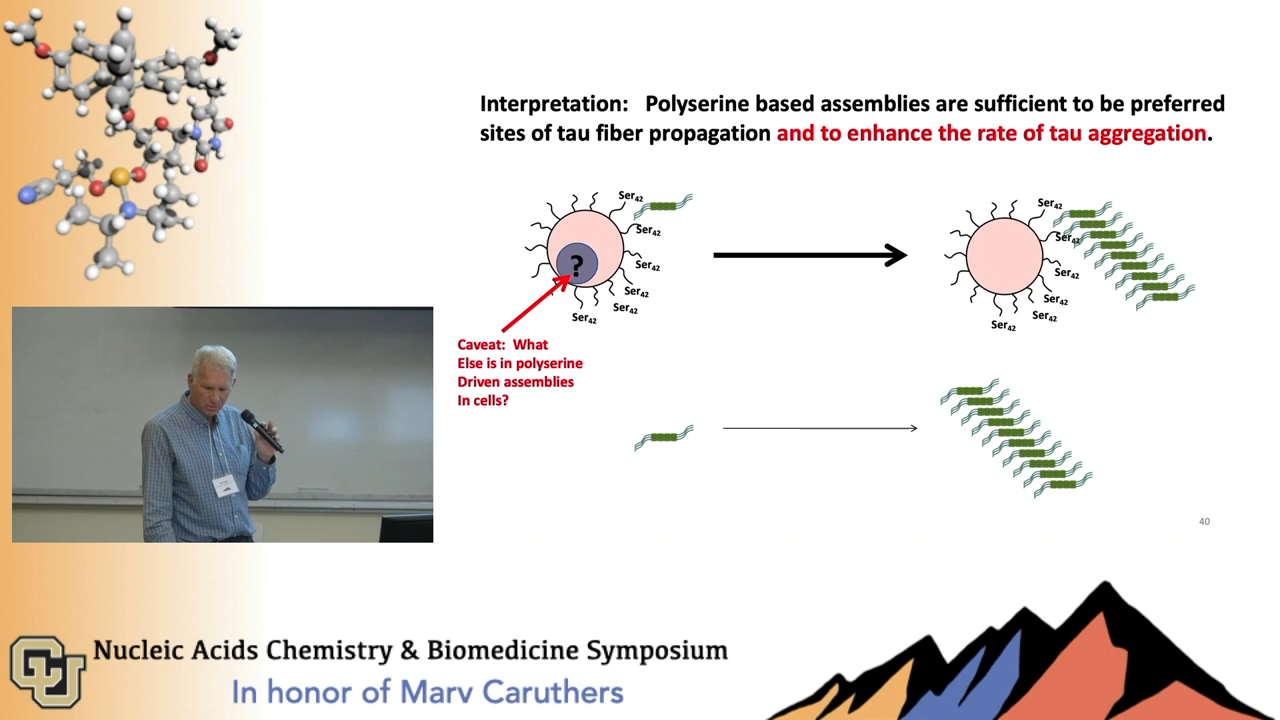 Interpretation: Polyserine based assemblies are sufficient to be preferred
sites of tau fiber propagation and to enhance the rate of tau aggregation.
Ser42
Ser42
Ser42
Ser42
Ser42
Ser42
?
Caveat: What
Else is in polyserine
Driven assemblies
In cells?
Ser42
Ser42
Ser42
Ser42
Ser42
Ser42
40
CU
Nucleic Acids Chemistry & Biomedicine Symposium
In honor of Marv Caruthers